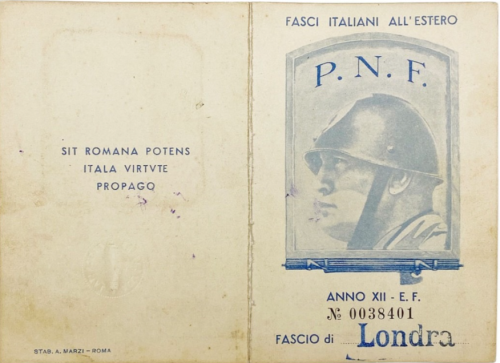 SIT ROMANA POTENS
ITALA VIRTVTE
PROPAGO
STAB. A. MARZI - ROMA
FASCI ITALIANI ALL'ESTERO
P. N. F.
ANNO XII - E. F.
№ 0038401
FASCIO di Londra